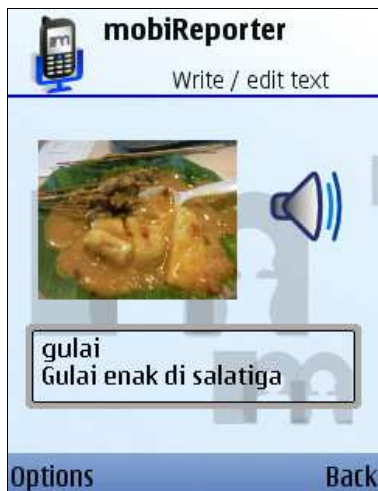 mobiReporter
Write / edit text
gulai
Gulai enak di salatiga
Options
Back